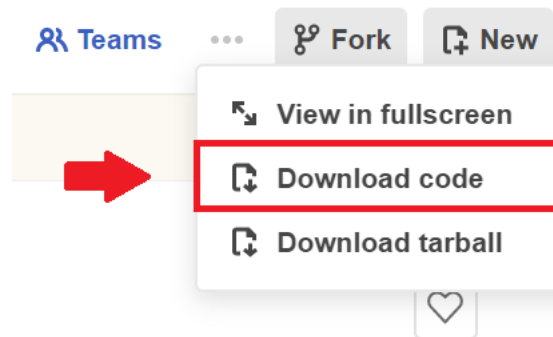 Teams ••• Fork New
View in fullscreen
Download code
Download tarball